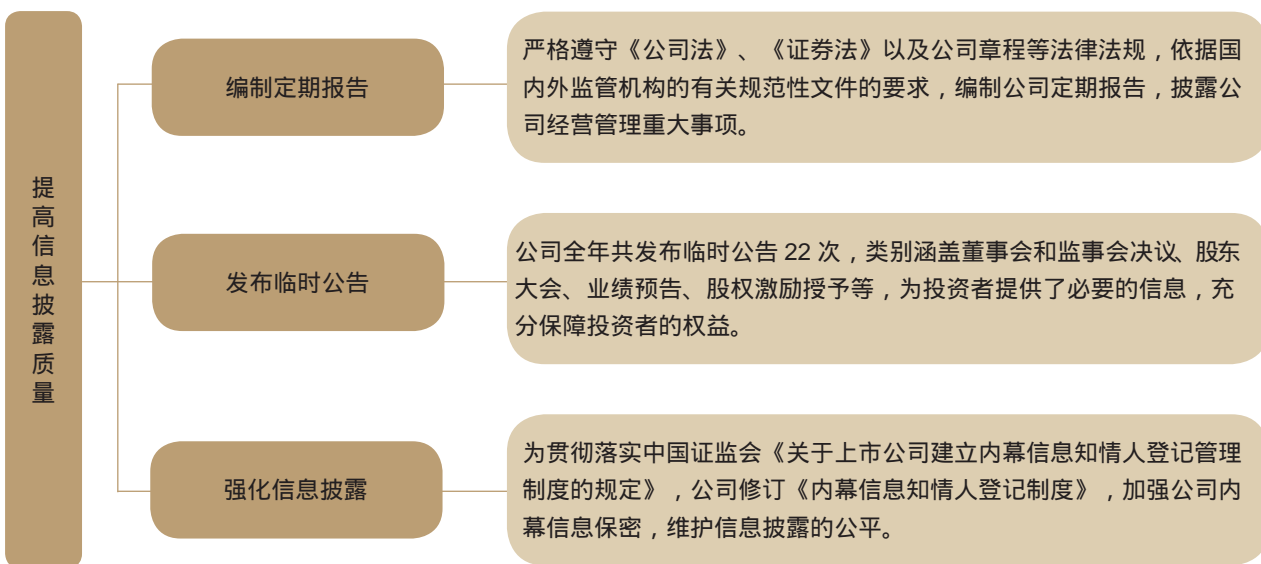 提高信息披露质量
编制定期报告
严格遵守《公司法》、《证券法》以及公司章程等法律法规，依据国
内外监管机构的有关规范性文件的要求，编制公司定期报告，披露公
司经营管理重大事项。
发布临时公告
公司全年共发布临时公告 22 次，类别涵盖董事会和监事会决议、股东
大会、业绩预告、股权激励授予等，为投资者提供了必要的信息，充
分保障投资者的权益。
强化信息披露
为贯彻落实中国证监会《关于上市公司建立内幕信息知情人登记管理
制度的规定》，公司修订《内幕信息知情人登记制度》，加强公司内
幕信息保密，维护信息披露的公平。